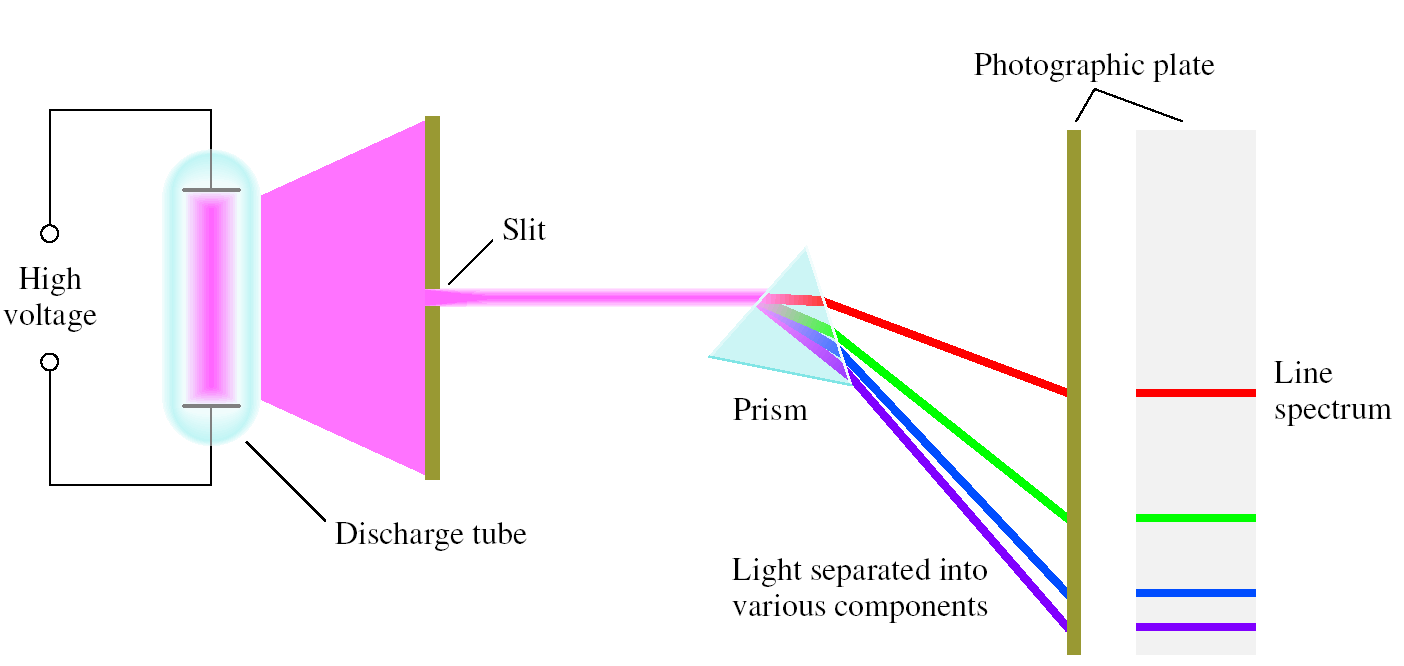 Photographic plate
Slit
High
voltage
Line
spectrum
Prism
Discharge tube
Light separated into
various components